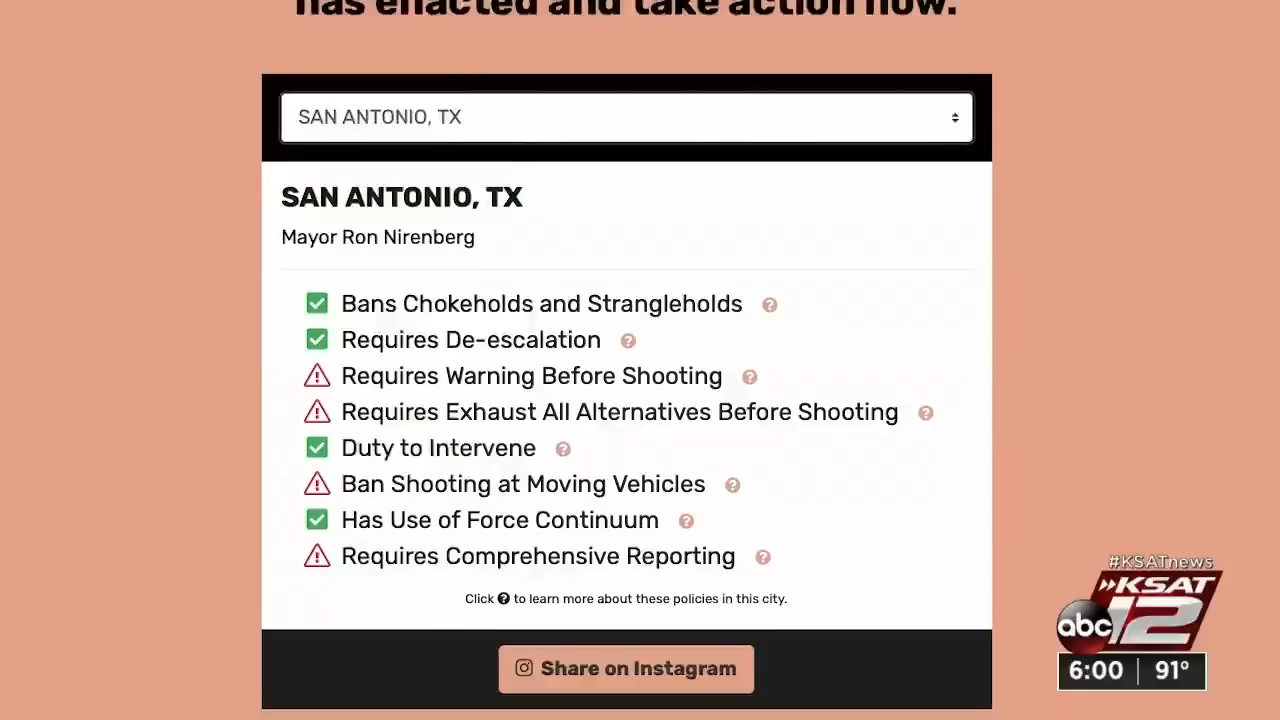 has enacted and take action now.
SAN ANTONIO, TX
SAN ANTONIO, TX
Mayor Ron Nirenberg
Bans Chokeholds and Strangleholds ?
Requires De-escalation ?
Requires Warning Before Shooting ?
Requires Exhaust All Alternatives Before Shooting ?
Duty to Intervene ?
Ban Shooting at Moving Vehicles ?
Has Use of Force Continuum ?
Requires Comprehensive Reporting ?
Click ? to learn more about these policies in this city.
Share on Instagram
#KSATnews
KSAT
abc 12
6:00 | 91°